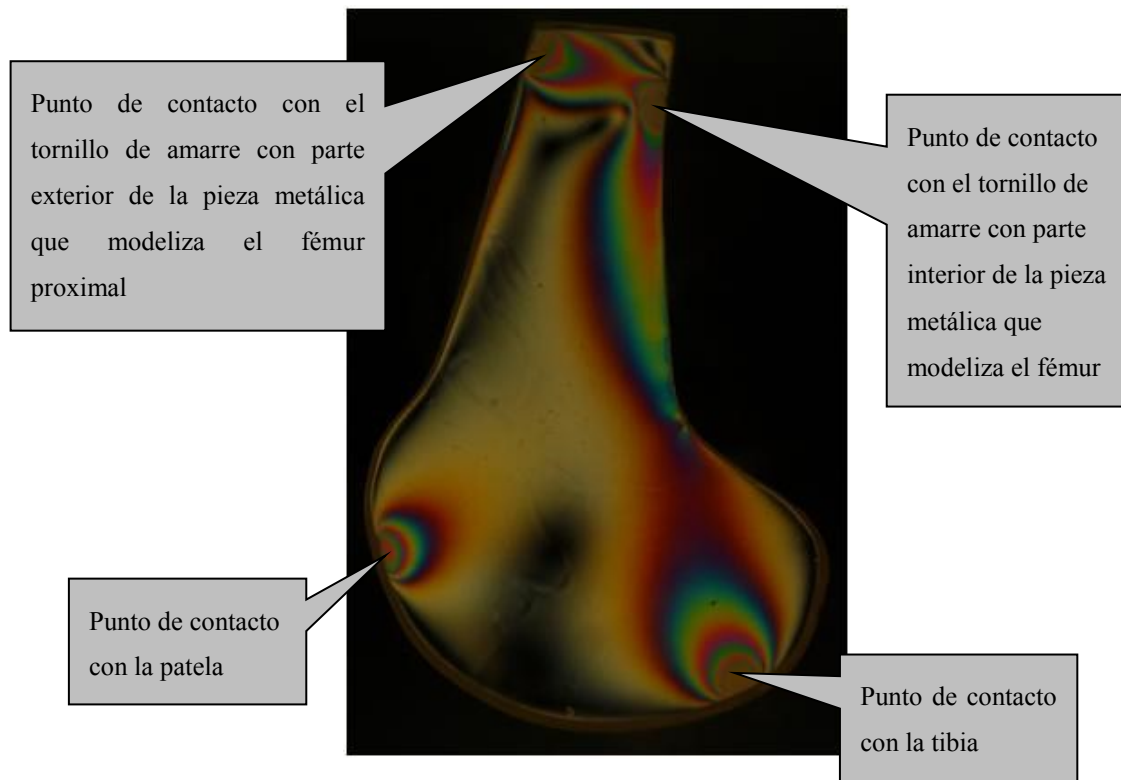 Punto de contacto con el
tornillo de amarre con parte
exterior de la pieza metálica
que modeliza el fémur
proximal
Punto de contacto
con el tornillo de
amarre con parte
interior de la pieza
metálica que
modeliza el fémur
Punto de contacto
con la patela
Punto de contacto
con la tibia